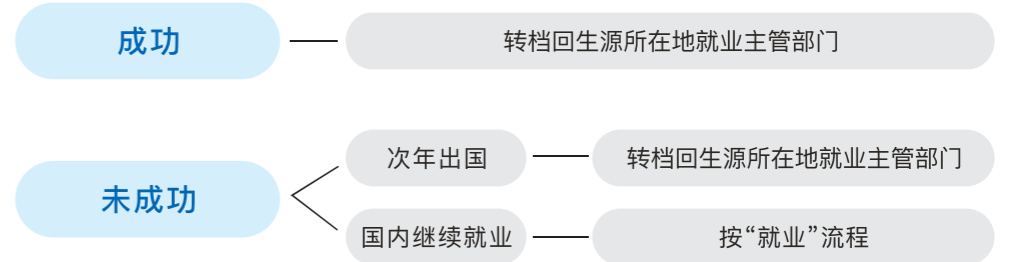 成功
转档回生源所在地就业主管部门
未成功
次年出国
转档回生源所在地就业主管部门
国内继续就业
按“就业”流程